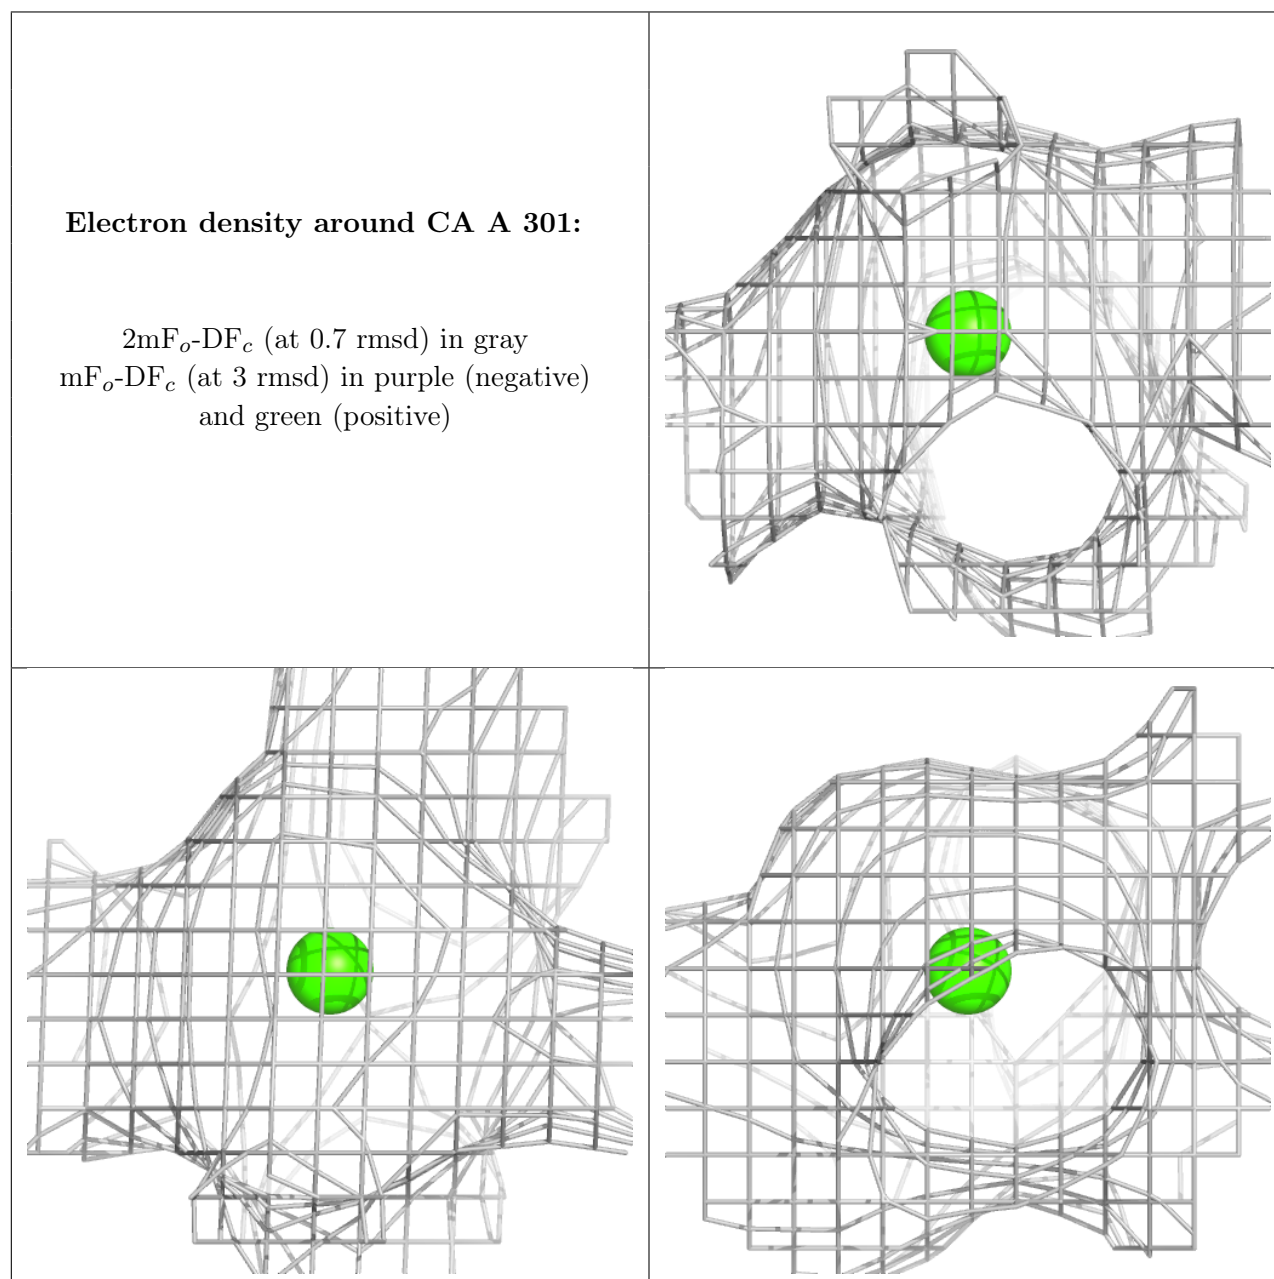 Electron density around CA A 301:
2mFo-DFc (at 0.7 rmsd) in gray
mFo-DFc (at 3 rmsd) in purple (negative)
and green (positive)